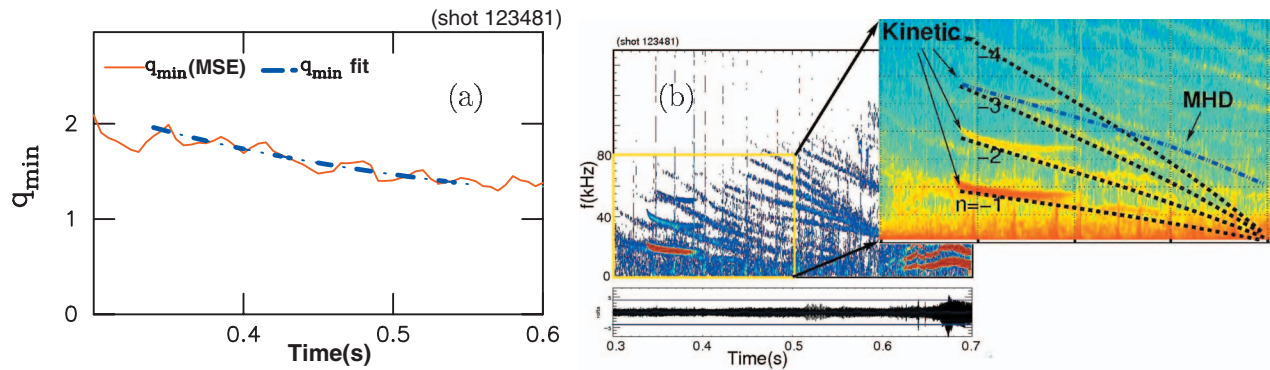 (shot 123481)
q_min(MSE) q_min fit
(a)
q_min
2
1
0
0.4 0.5 0.6
Time(s)
(shot 123481)
(b)
f(kHz)
80
40
0
Kinetic
-4
-3
-2
n=-1
MHD
0.3 0.4 0.5 0.6 0.7
Time(s)